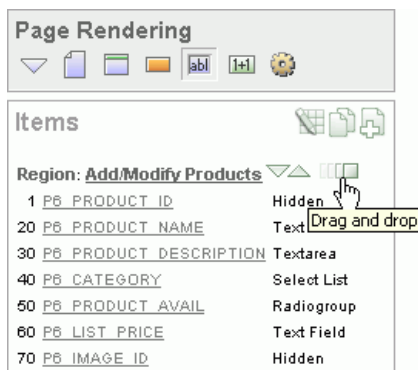 Page Rendering
abl 1+1
Items
Region: Add/Modify Products
1 P6_PRODUCT_ID Hidden
Drag and drop
20 P6_PRODUCT_NAME Text
30 P6_PRODUCT_DESCRIPTION Textarea
40 P6_CATEGORY Select List
50 P6_PRODUCT_AVAIL Radiogroup
60 P6_LIST_PRICE Text Field
70 P6_IMAGE_ID Hidden